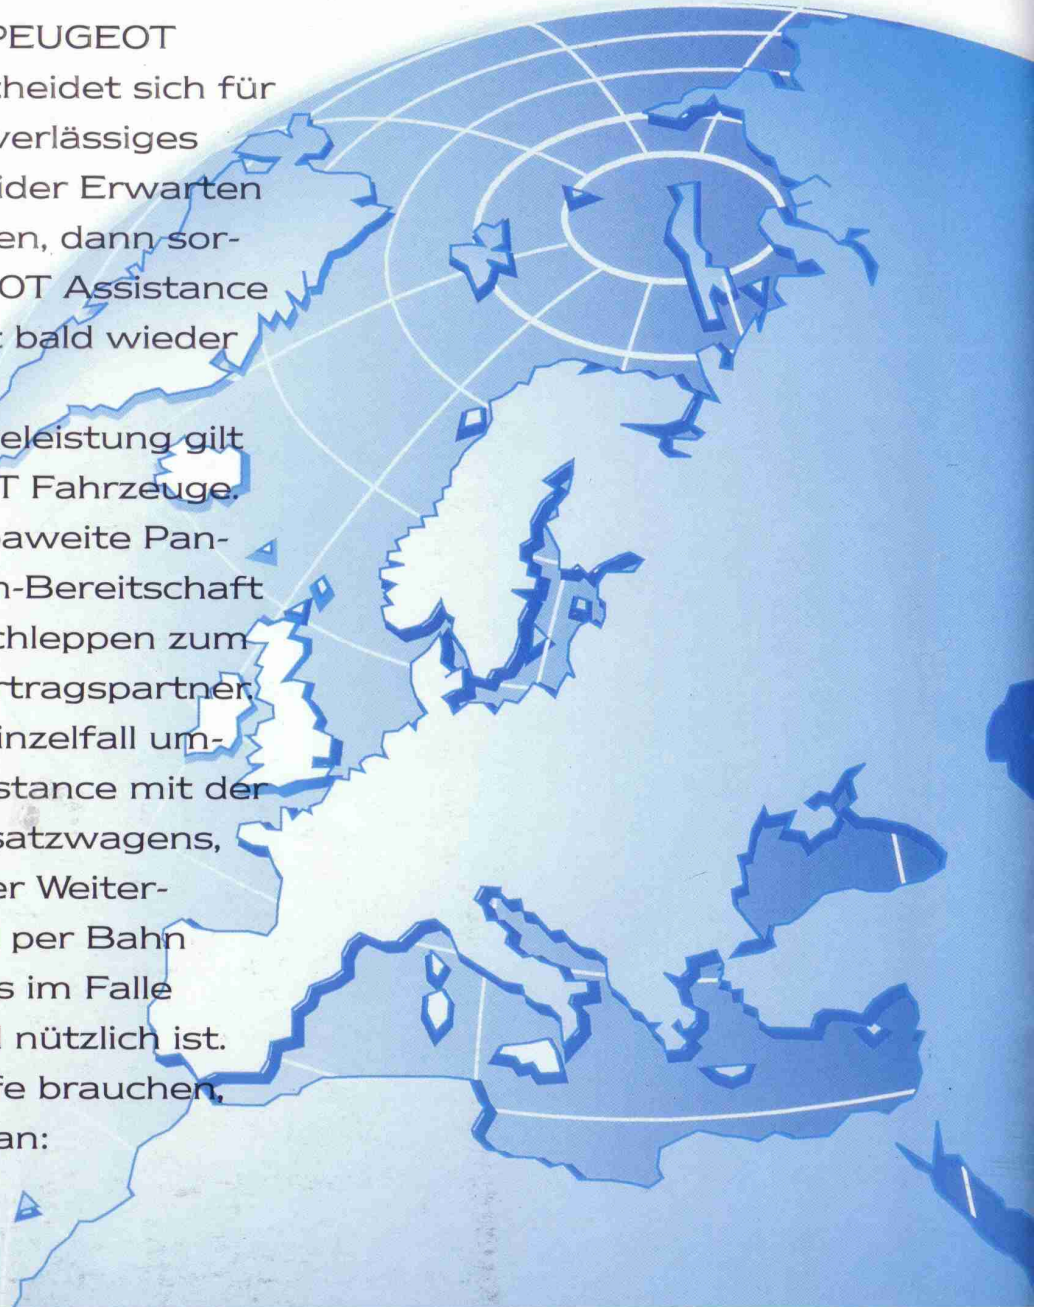 PEUGEOT
heidet sich für
verlässiges
ider Erwarten
en, dann sor-
OT Assistance
bald wieder
eleistung gilt
T Fahrzeuge.
aweite Pan-
n-Bereitschaft
chleppen zum
rtragspartner.
inzelfall um-
stance mit der
satzwagens,
er Weiter-
per Bahn
s im Falle
nützlich ist.
fe brauchen,
an: